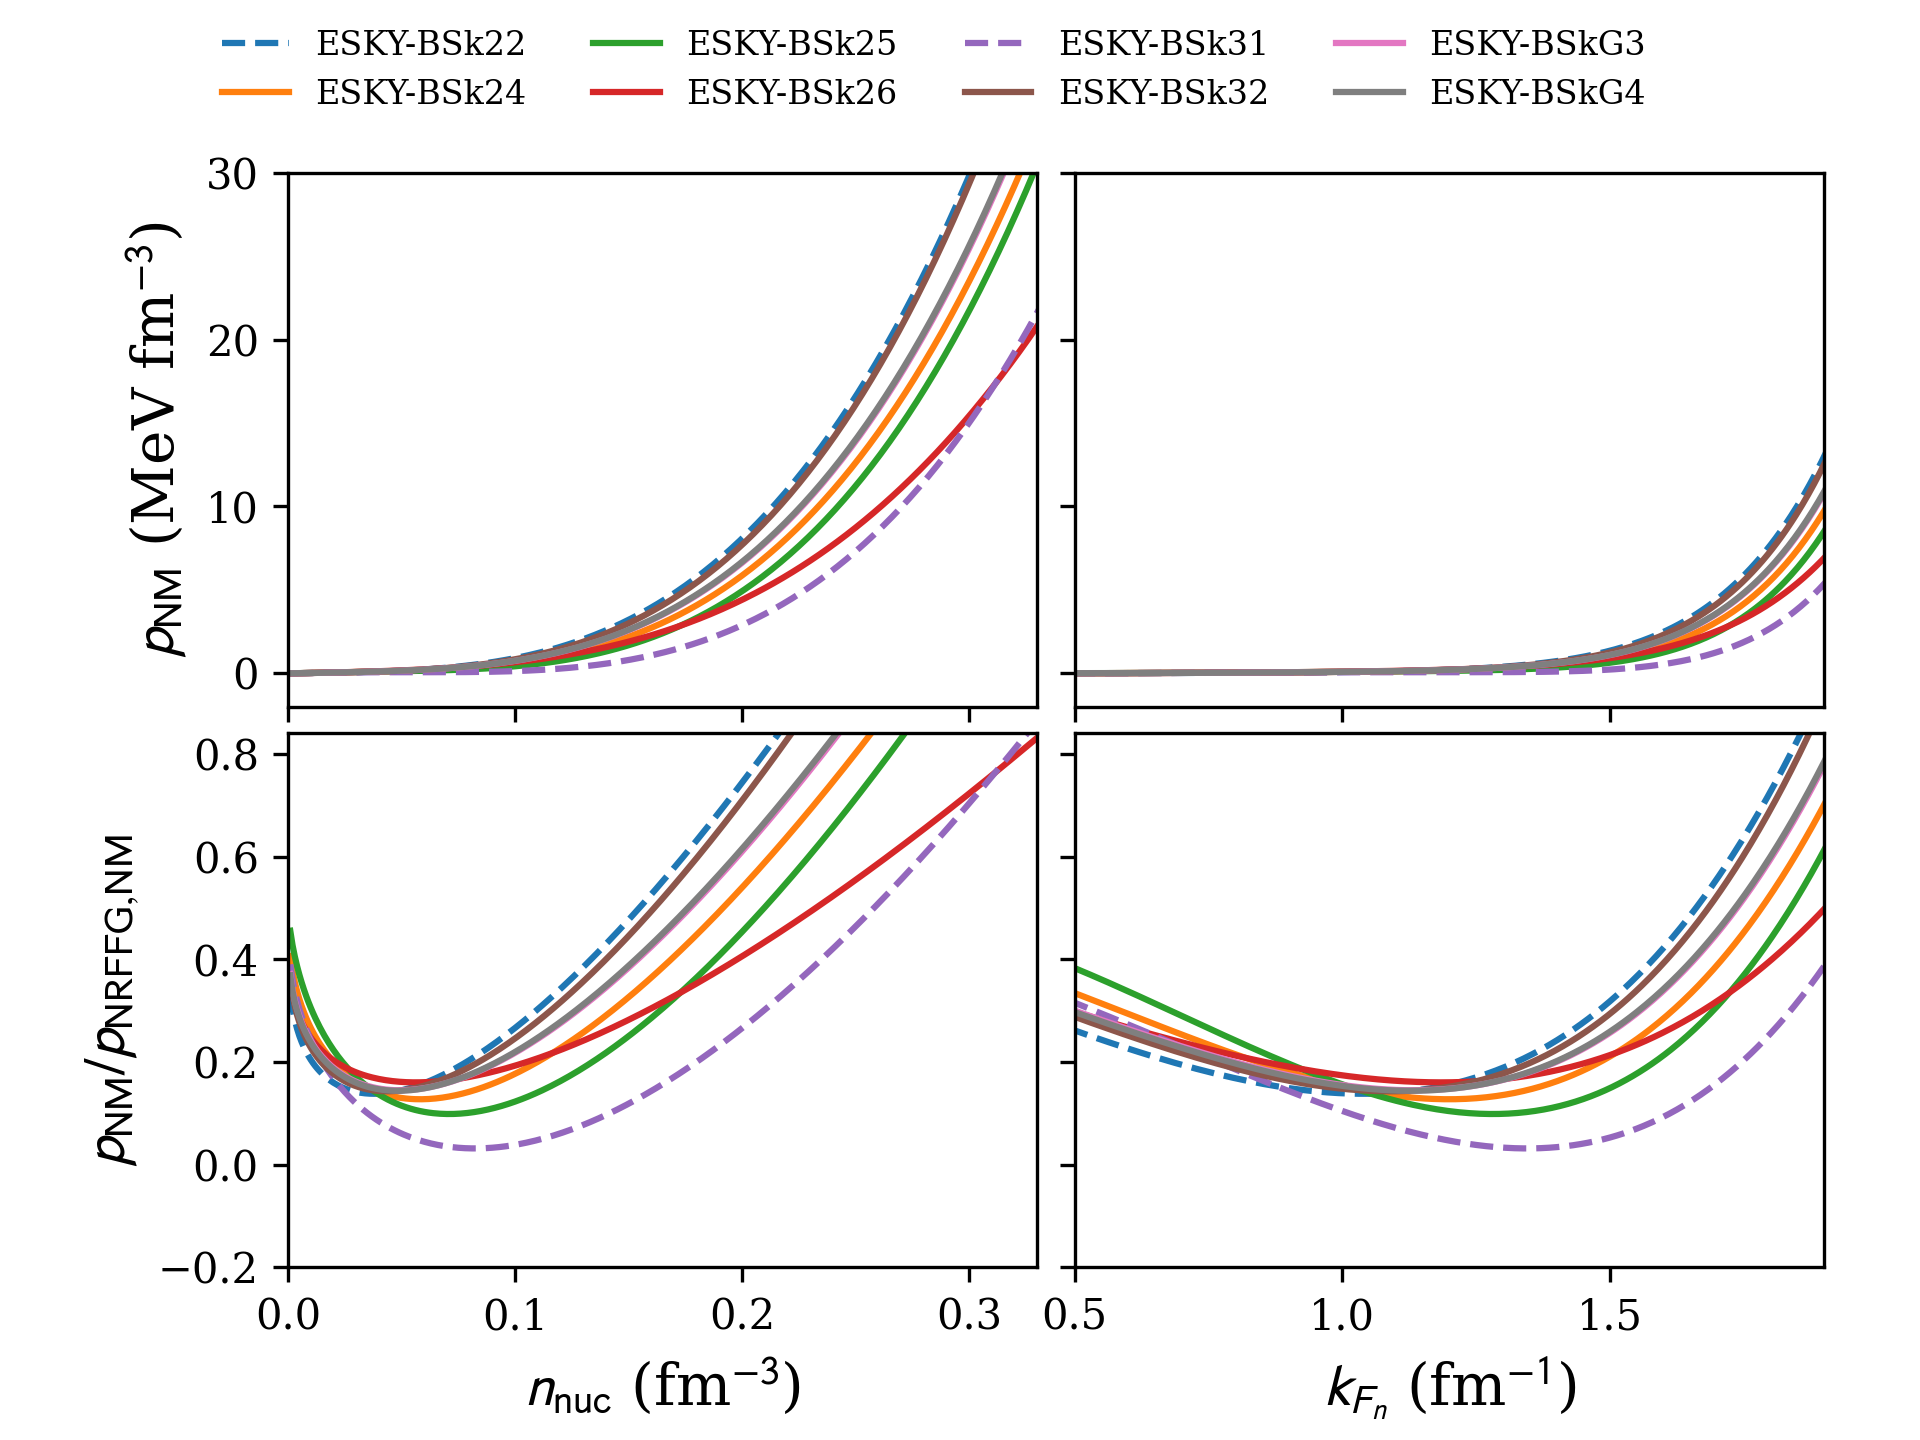 ESKY-BSk22 ESKY-BSk25 ESKY-BSk31 ESKY-BSkG3
ESKY-BSk24 ESKY-BSk26 ESKY-BSk32 ESKY-BSkG4
p_NM (MeV fm⁻³)
30
20
10
0
p_NM/p_NRFFG,NM
0.8
0.6
0.4
0.2
0.0
−0.2
0.0 0.1 0.2 0.3 0.5 1.0 1.5
n_nuc (fm⁻³) k_{F_n} (fm⁻¹)